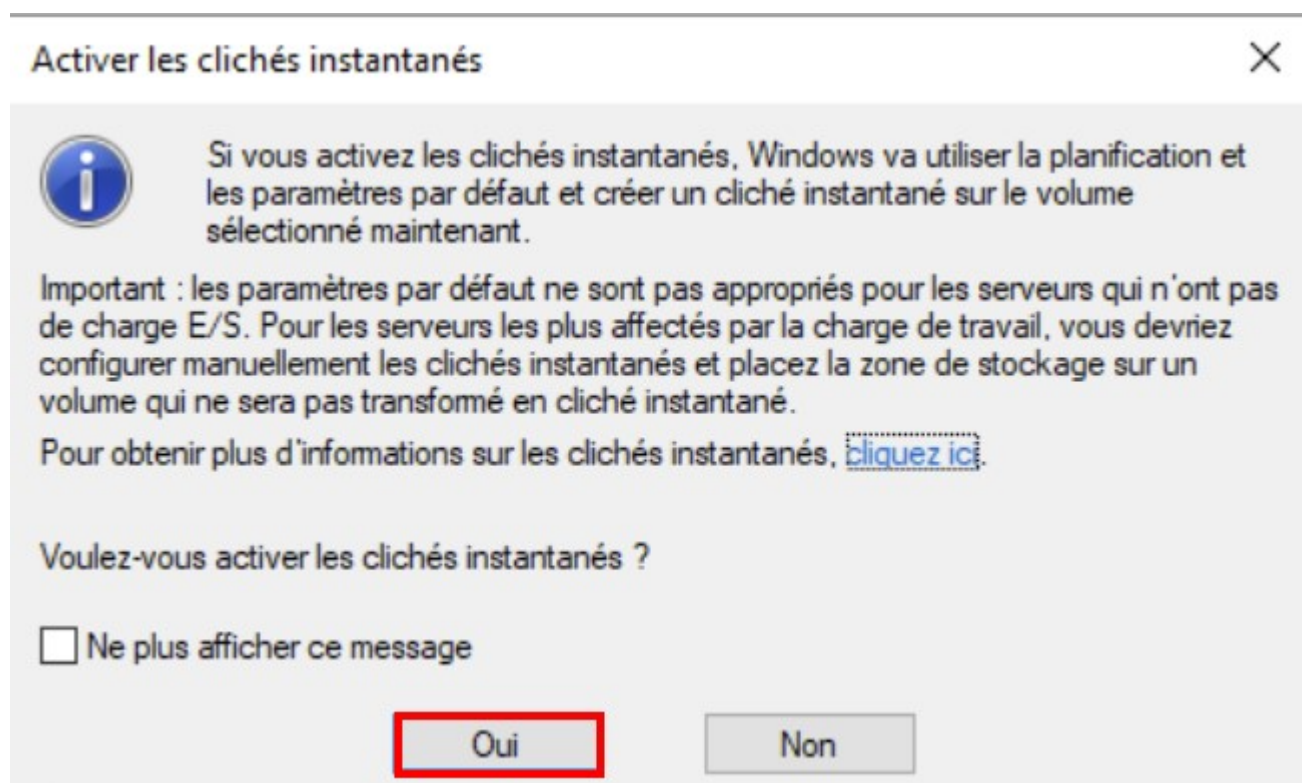 Activer les clichés instantanés
Si vous activez les clichés instantanés, Windows va utiliser la planification et
les paramètres par défaut et créer un cliché instantané sur le volume
sélectionné maintenant.
Important : les paramètres par défaut ne sont pas appropriés pour les serveurs qui n'ont pas
de charge E/S. Pour les serveurs les plus affectés par la charge de travail, vous devriez
configurer manuellement les clichés instantanés et placez la zone de stockage sur un
volume qui ne sera pas transformé en cliché instantané.
Pour obtenir plus d'informations sur les clichés instantanés, cliquez ici.
Voulez-vous activer les clichés instantanés ?
Ne plus afficher ce message
Oui Non